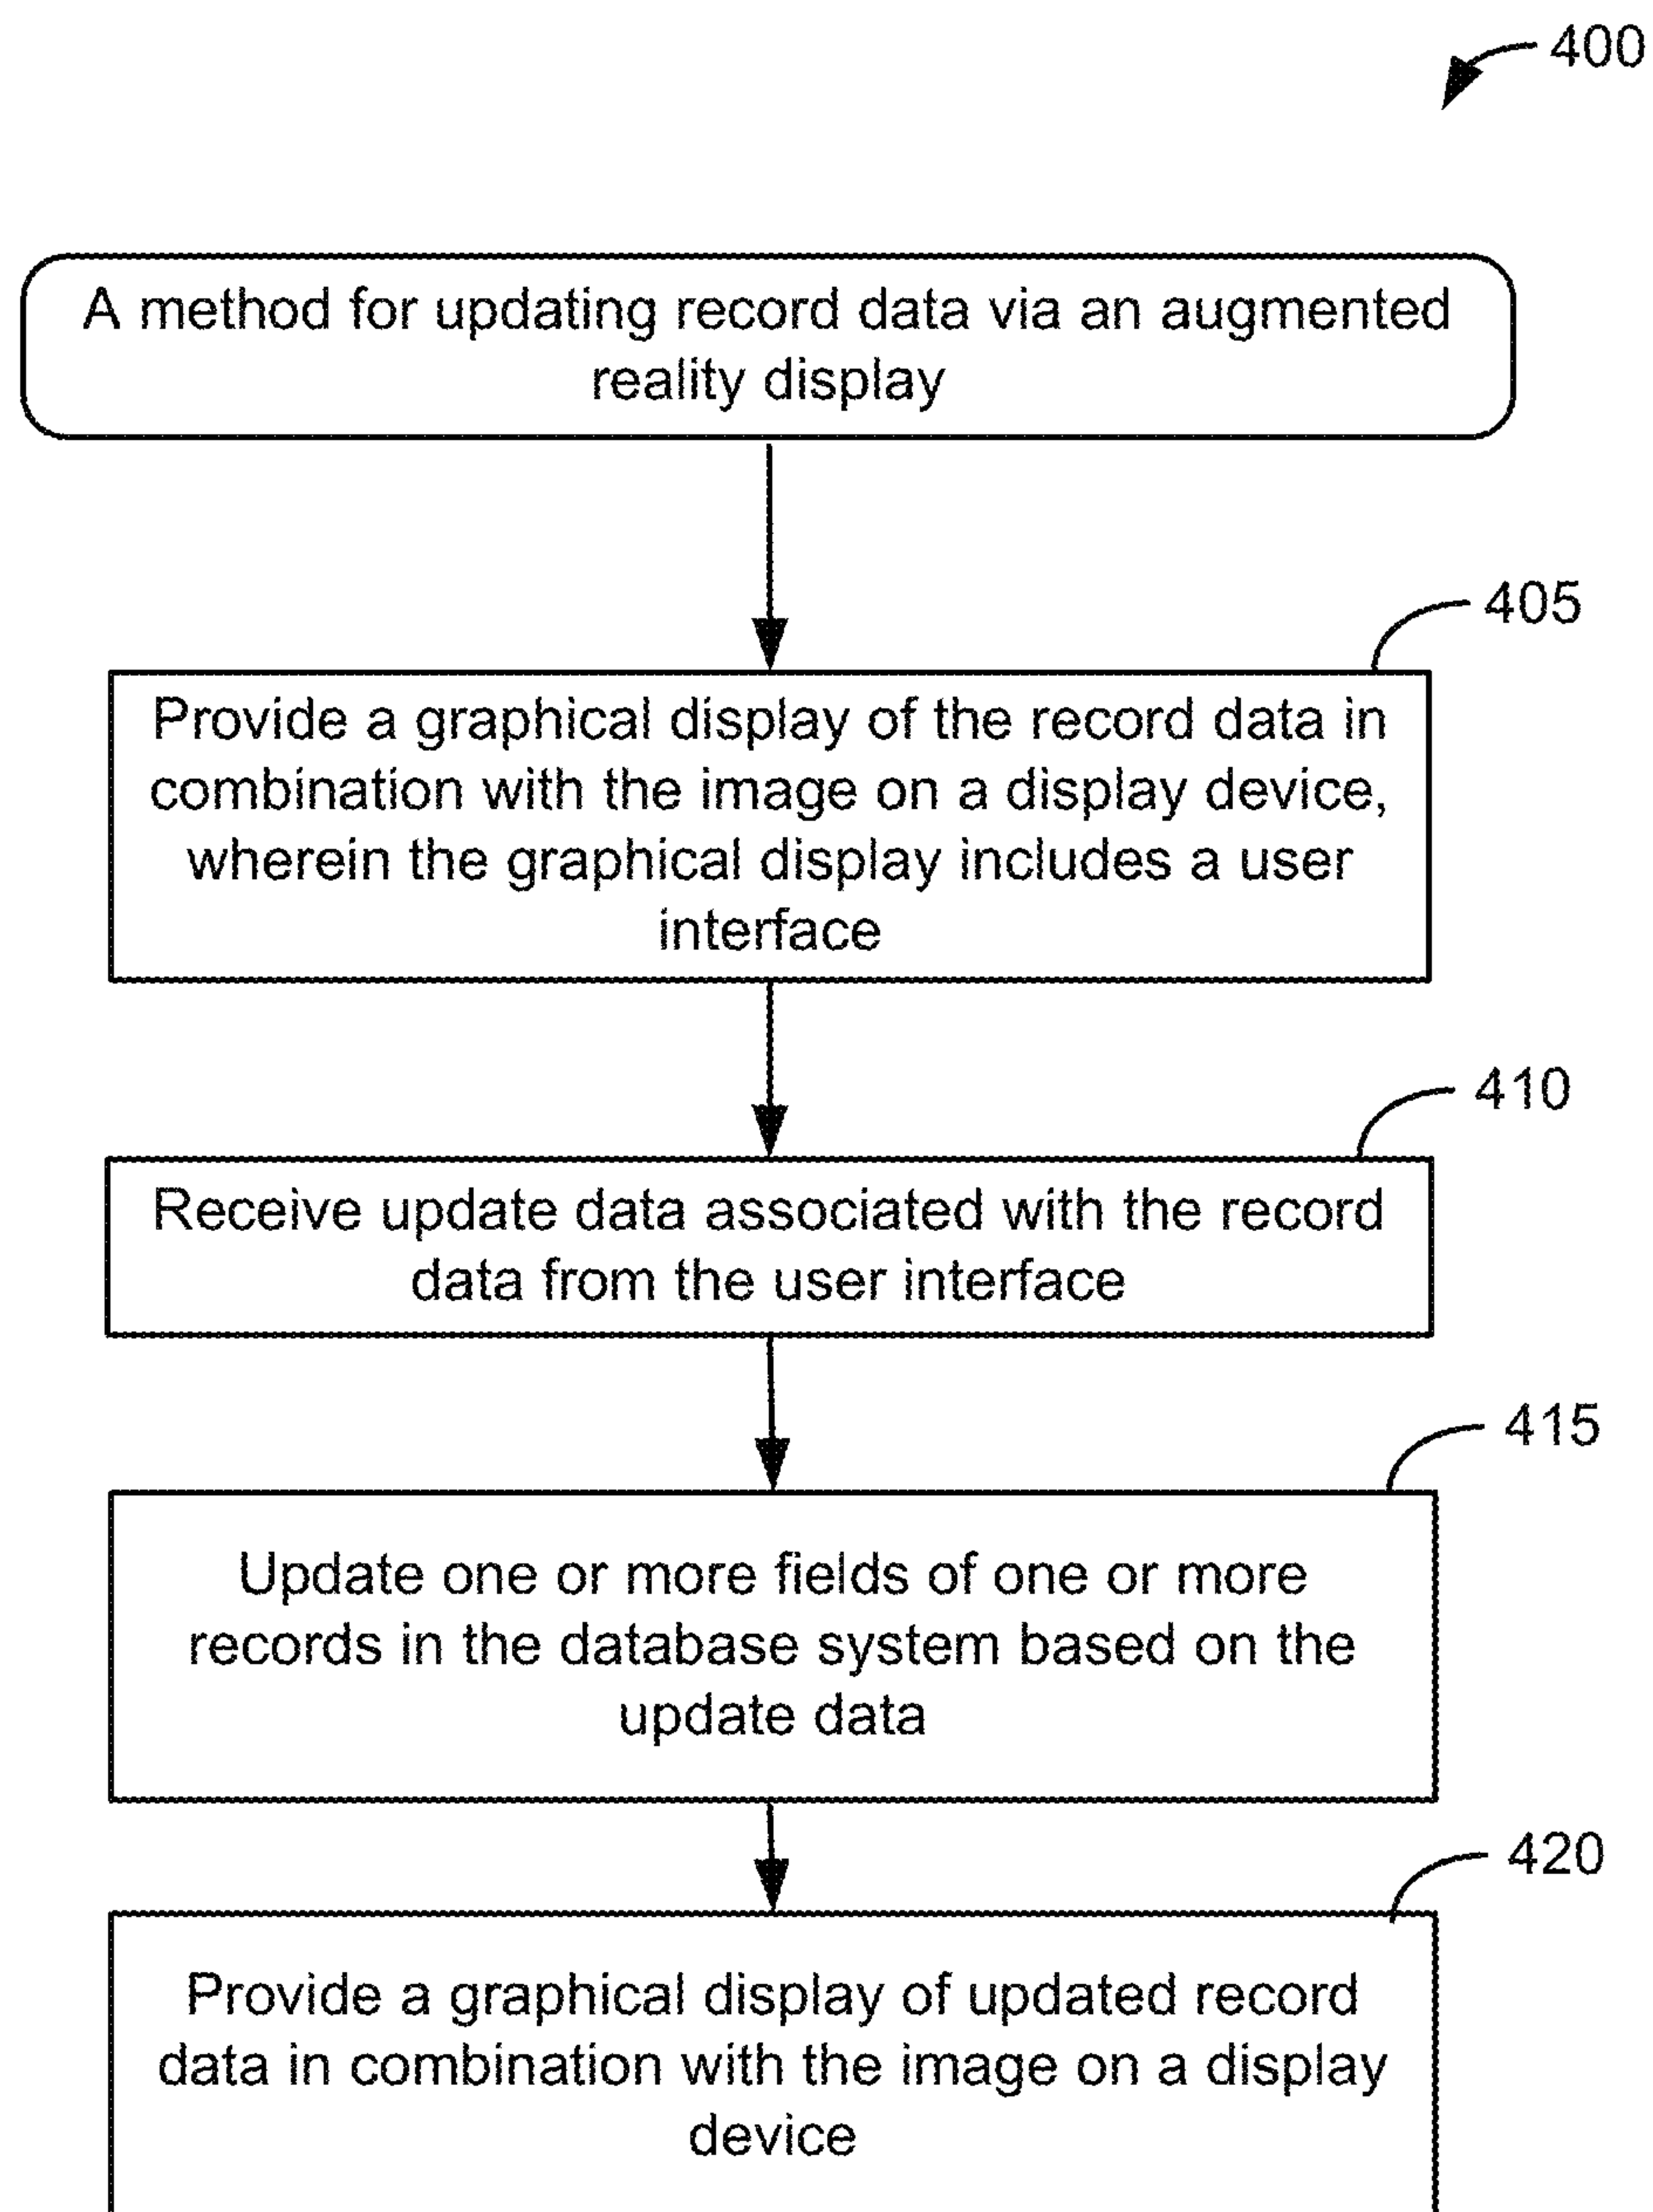 400
A method for updating record data via an augmented
reality display
405
Provide a graphical display of the record data in
combination with the image on a display device,
wherein the graphical display includes a user
interface
410
Receive update data associated with the record
data from the user interface
415
Update one or more fields of one or more
records in the database system based on the
update data
420
Provide a graphical display of updated record
data in combination with the image on a display
device